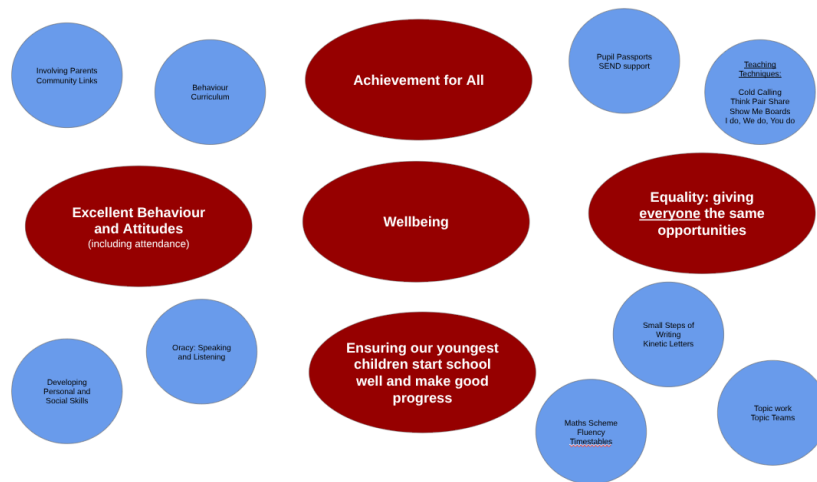 Involving Parents
Community Links
Behaviour
Curriculum
Achievement for All
Pupil Passports
SEND support
Teaching
Techniques:
Cold Calling
Think Pair Share
Show Me Boards
I do, We do, You do
Excellent Behaviour
and Attitudes
(including attendance)
Wellbeing
Equality: giving
everyone the same
opportunities
Oracy: Speaking
and Listening
Developing
Personal and
Social Skills
Ensuring our youngest
children start school
well and make good
progress
Small Steps of
Writing
Kinetic Letters
Maths Scheme
Fluency
Timestables
Topic work
Topic Teams